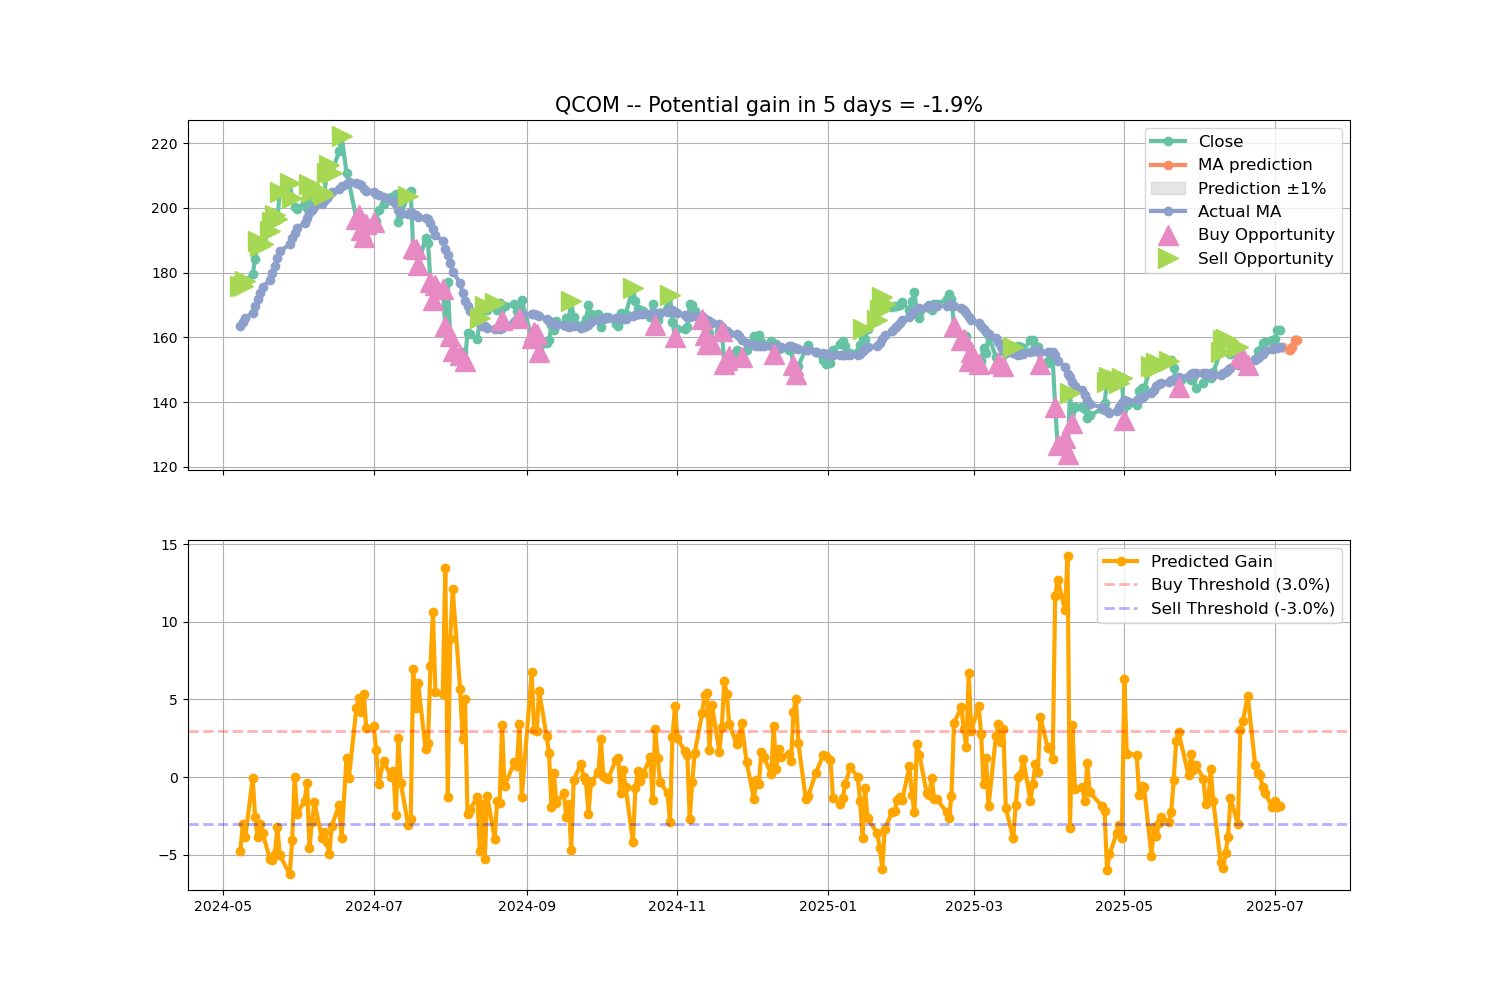 QCOM -- Potential gain in 5 days = -1.9%
220
200
180
160
140
120
Close
MA prediction
Prediction ±1%
Actual MA
Buy Opportunity
Sell Opportunity
15
10
5
0
−5
Predicted Gain
Buy Threshold (3.0%)
Sell Threshold (-3.0%)
2024-05
2024-07
2024-09
2024-11
2025-01
2025-03
2025-05
2025-07